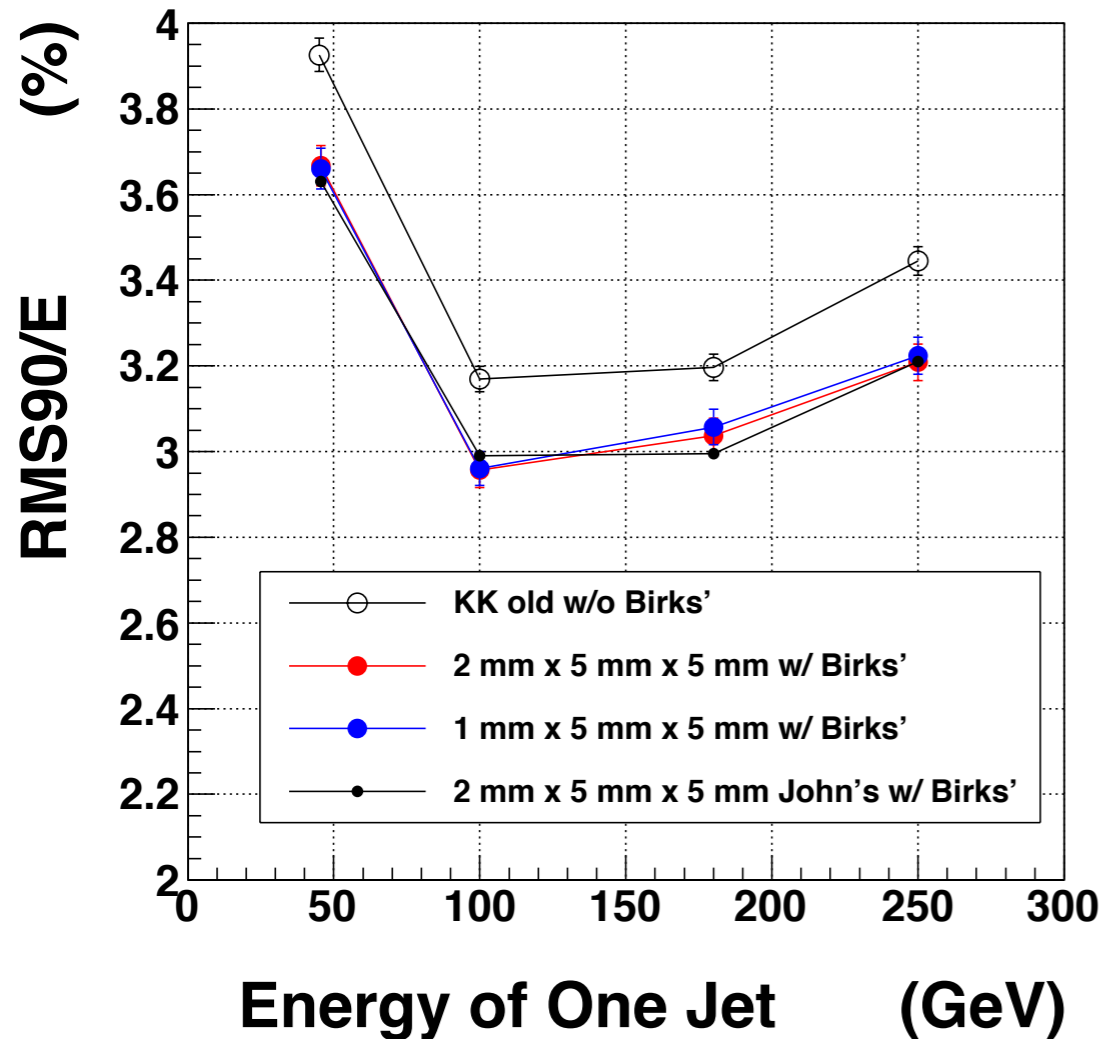 RMS90/E (%)
4
3.8
3.6
3.4
3.2
3
2.8
2.6
2.4
2.2
2
KK old w/o Birks’
2 mm x 5 mm x 5 mm w/ Birks’
1 mm x 5 mm x 5 mm w/ Birks’
2 mm x 5 mm x 5 mm John’s w/ Birks’
0 50 100 150 200 250 300
Energy of One Jet (GeV)